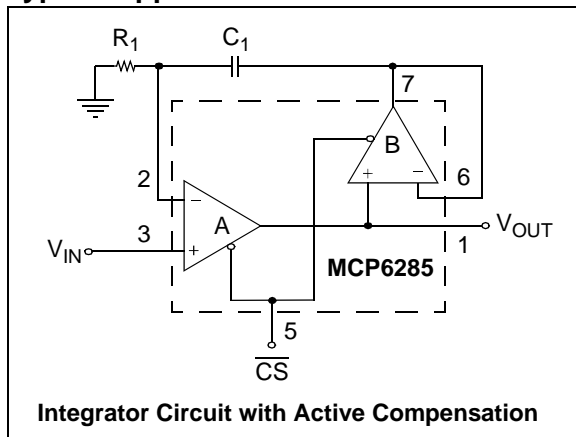 R1 C1
7
B
2
+ − 6
− A
VIN 3 + 1 VOUT
MCP6285
5
CS
Integrator Circuit with Active Compensation